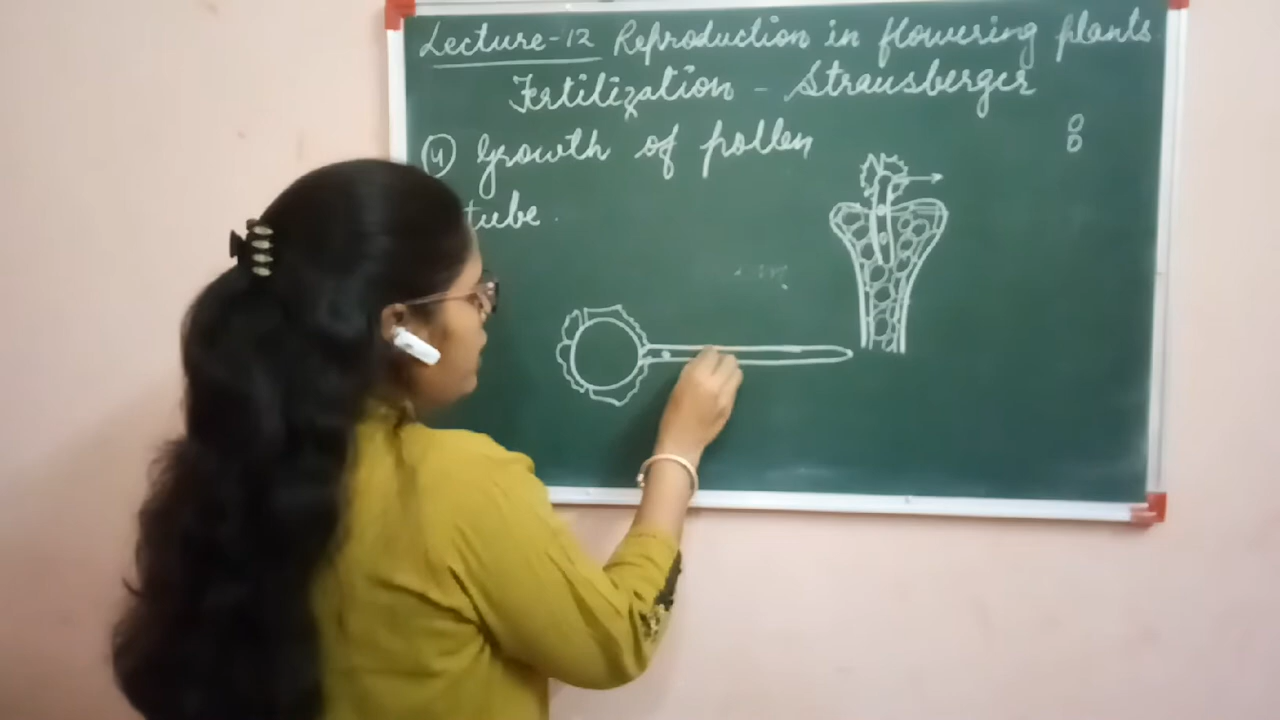 Lecture-12 Reproduction in flowering plants
Fertilization - Strausberger
④ Growth of pollen
tube.